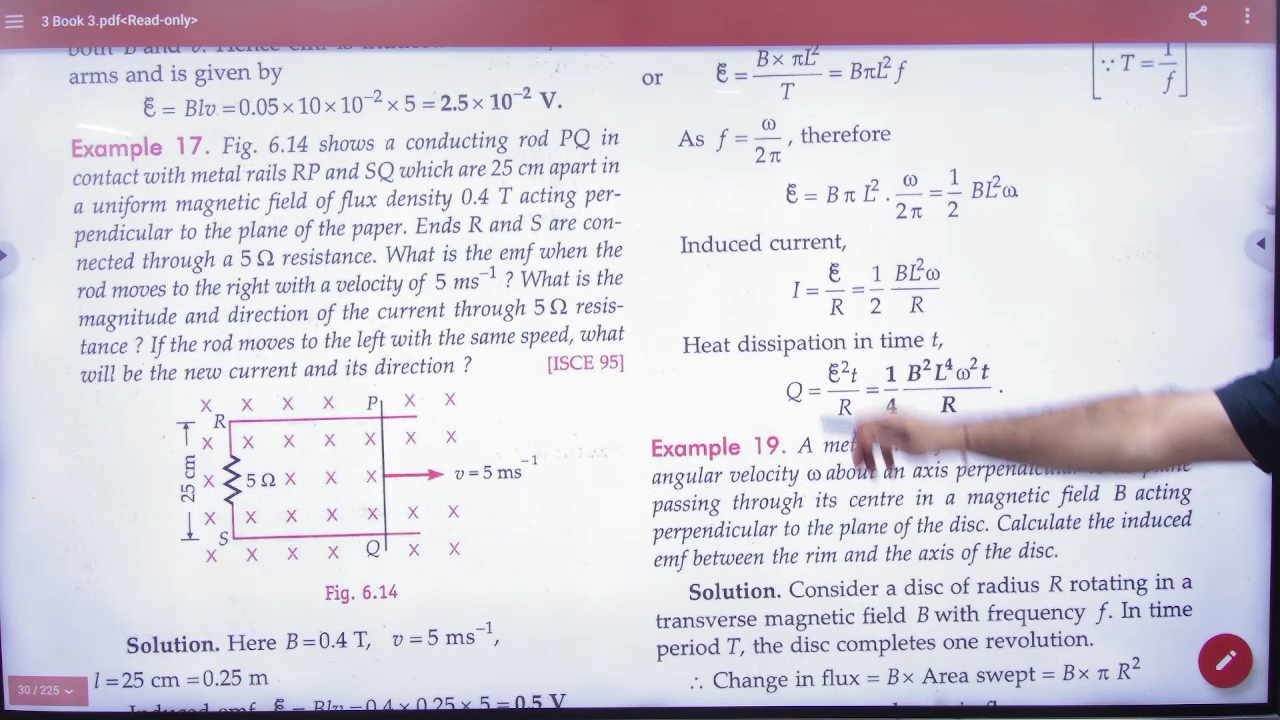 3 Book 3.pdf<Read-only>
arms and is given by
ℰ = Blv = 0.05 × 10 × 10⁻² × 5 = 2.5 × 10⁻² V.
Example 17. Fig. 6.14 shows a conducting rod PQ in
contact with metal rails RP and SQ which are 25 cm apart in
a uniform magnetic field of flux density 0.4 T acting per-
pendicular to the plane of the paper. Ends R and S are con-
nected through a 5 Ω resistance. What is the emf when the
rod moves to the right with a velocity of 5 ms⁻¹ ? What is the
magnitude and direction of the current through 5 Ω resis-
tance ? If the rod moves to the left with the same speed, what
will be the new current and its direction ? [ISCE 95]
X X X X P X X
R X X X X X X
X
25 cm X 5 Ω X X X v = 5 ms⁻¹
X X X X X X X
S X X X X Q X X
Fig. 6.14
Solution. Here B = 0.4 T, v = 5 ms⁻¹,
l = 25 cm = 0.25 m
Induced emf, ℰ = Blv = 0.4 × 0.25 × 5 = 0.5 V
30 / 225
or ℰ = B × πL² / T = BπL² f [∵ T = 1/f]
As f = ω / 2π , therefore
ℰ = B π L² . ω / 2π = 1/2 BL²ω.
Induced current,
I = ℰ / R = 1/2 BL²ω / R
Heat dissipation in time t,
Q = ℰ²t / R = 1/4 B²L⁴ω²t / R .
Example 19. A
angular velocity ω about an axis
passing through its centre in a magnetic field B acting
perpendicular to the plane of the disc. Calculate the induced
emf between the rim and the axis of the disc.
Solution. Consider a disc of radius R rotating in a
transverse magnetic field B with frequency f. In time
period T, the disc completes one revolution.
∴ Change in flux = B × Area swept = B × π R²